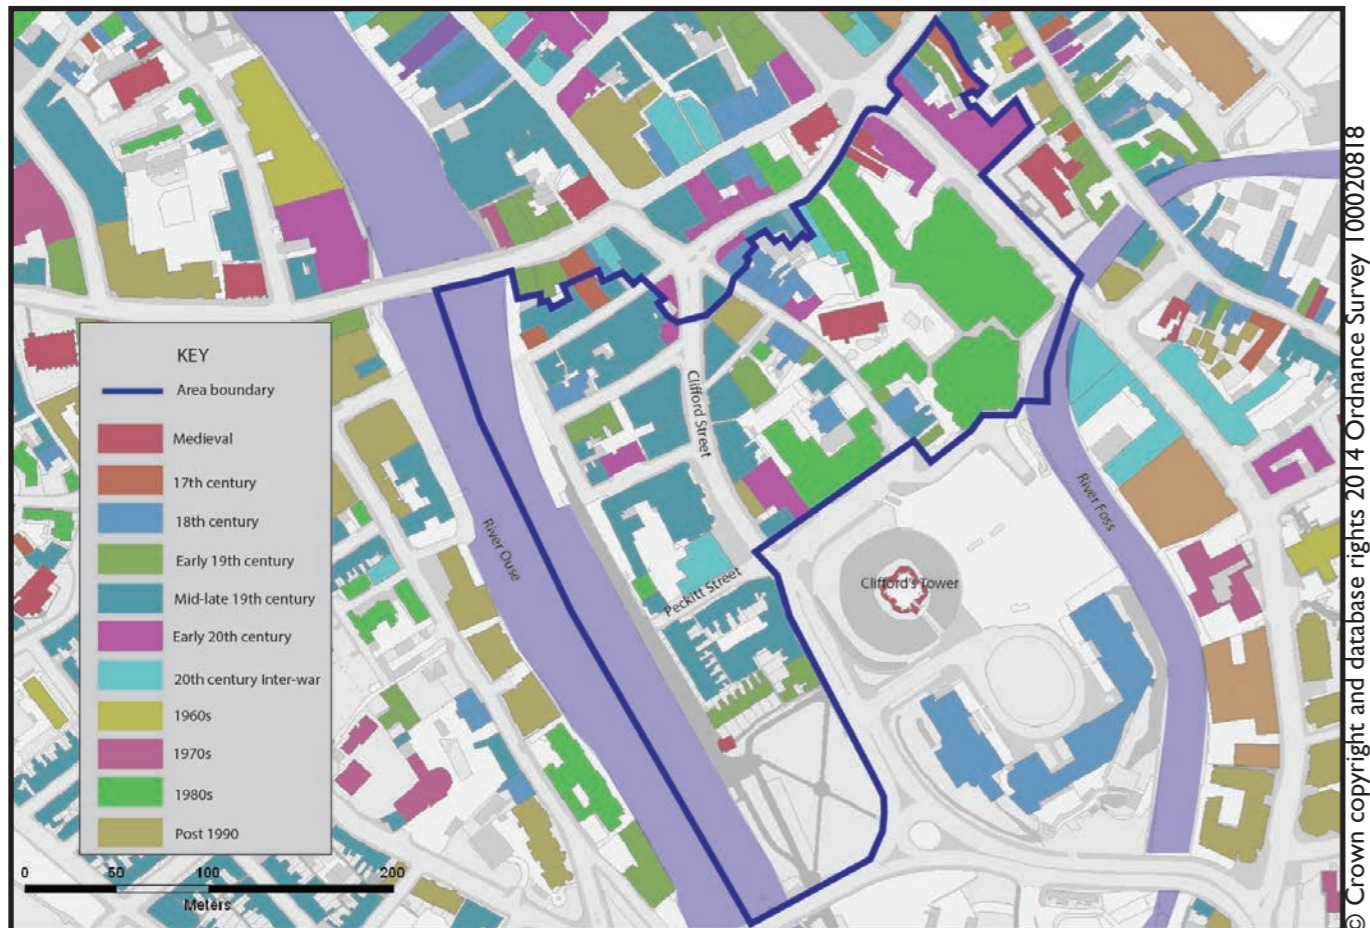 KEY
Area boundary
Medieval
17th century
18th century
Early 19th century
Mid-late 19th century
Early 20th century
20th century Inter-war
1960s
1970s
1980s
Post 1990
0 50 100 200
Meters
River Ouse
Clifford Street
Peckitt Street
Clifford's Tower
River Foss
© Crown copyright and database rights 2014 Ordnance Survey 100020818